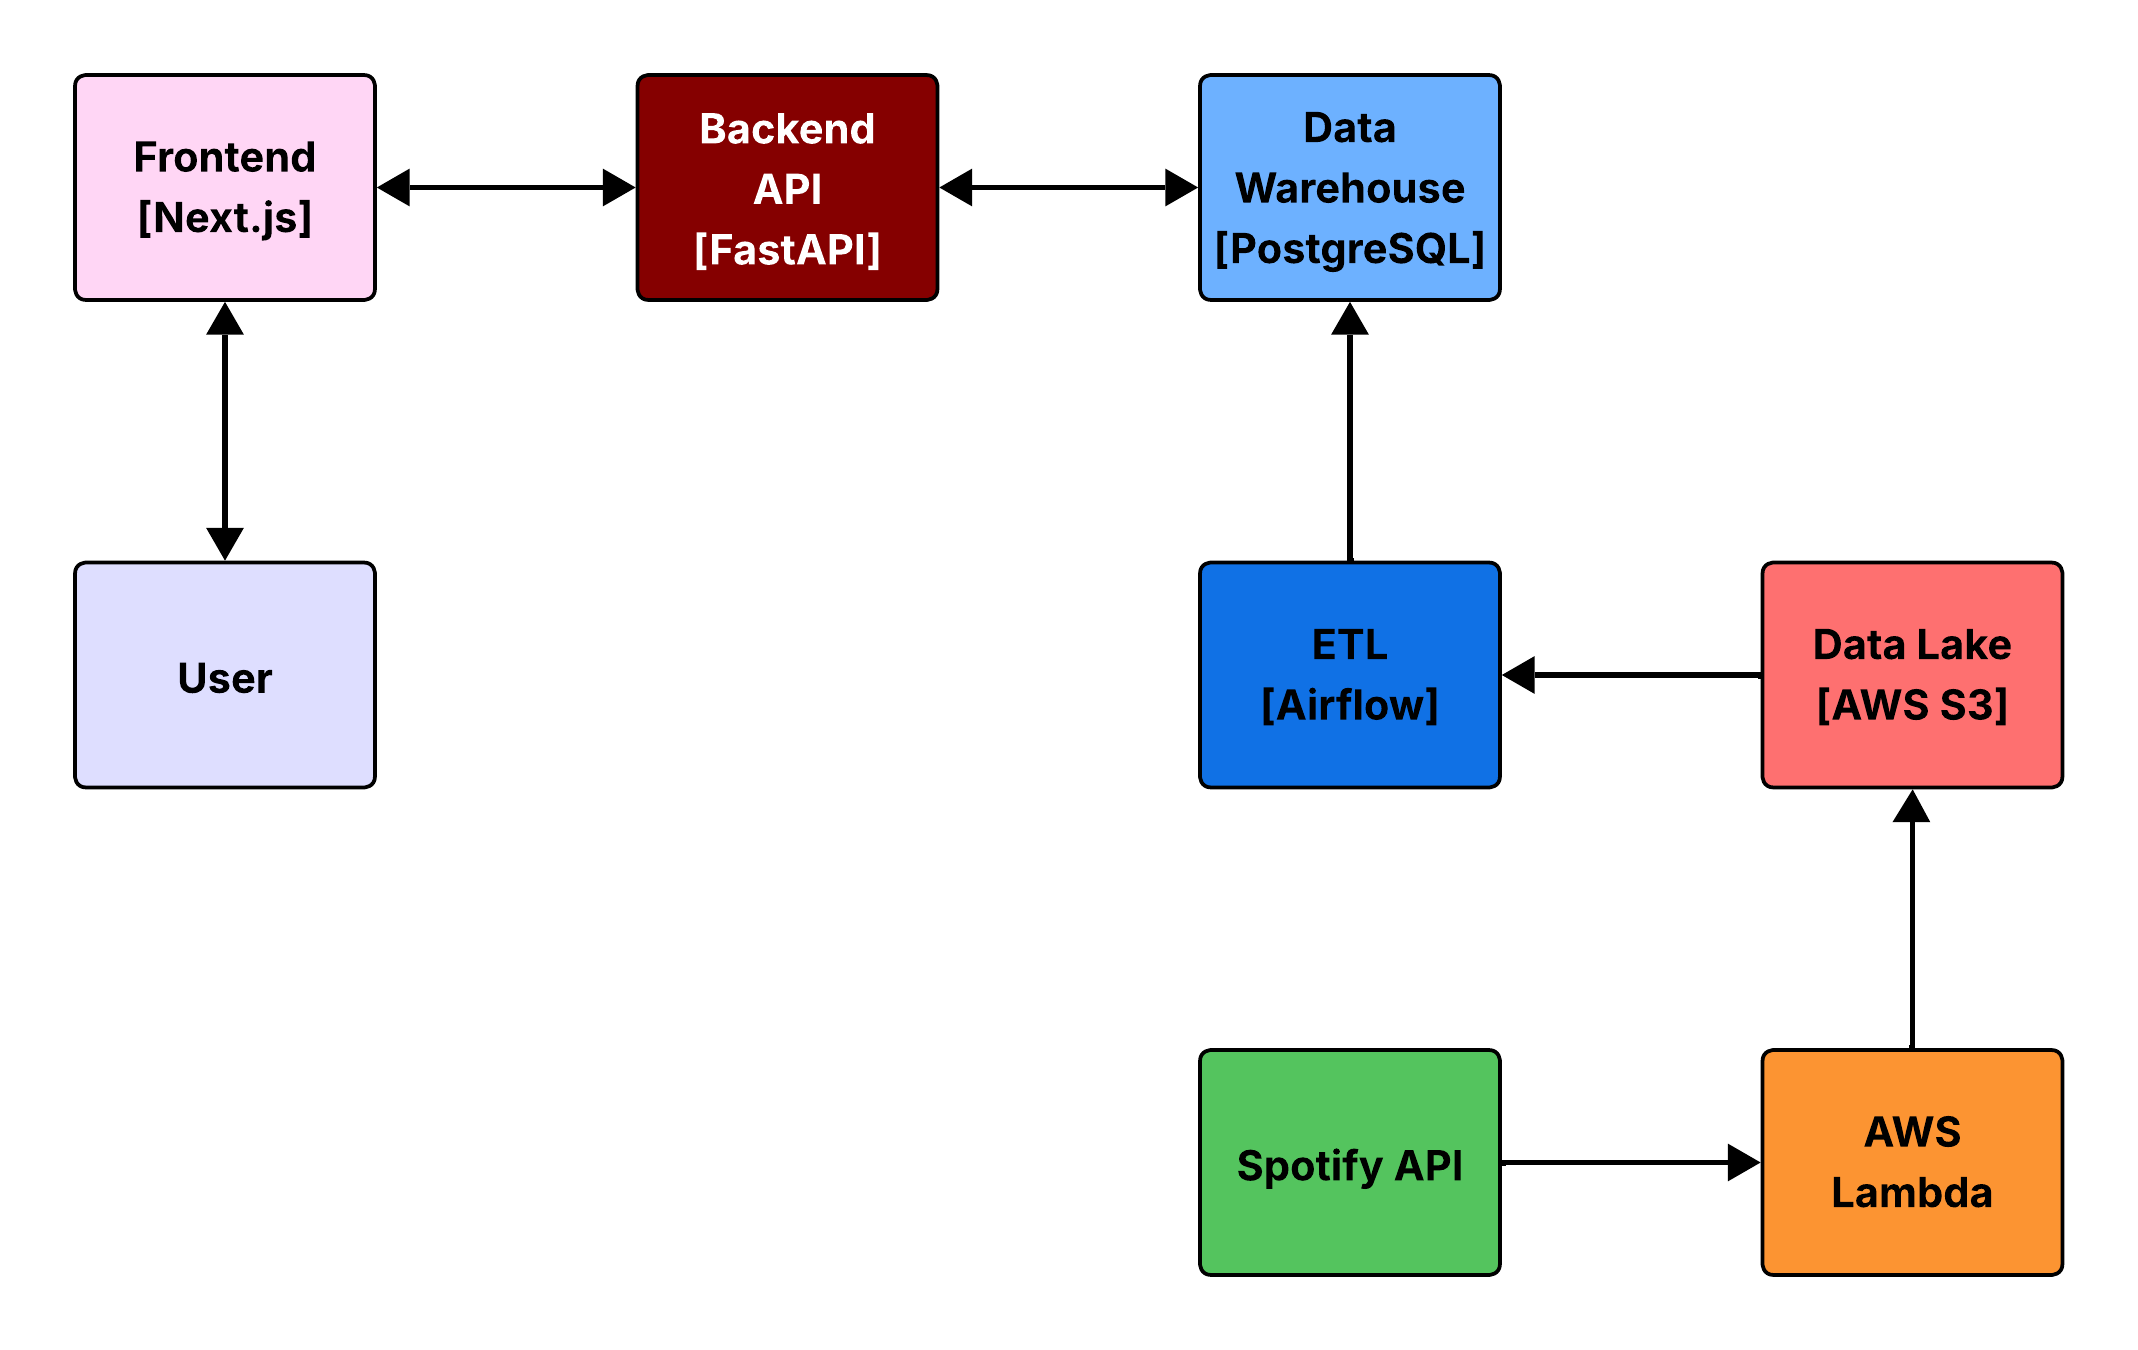 Frontend
[Next.js]
Backend
API
[FastAPI]
Data
Warehouse
[PostgreSQL]
User
ETL
[Airflow]
Data Lake
[AWS S3]
Spotify API
AWS
Lambda